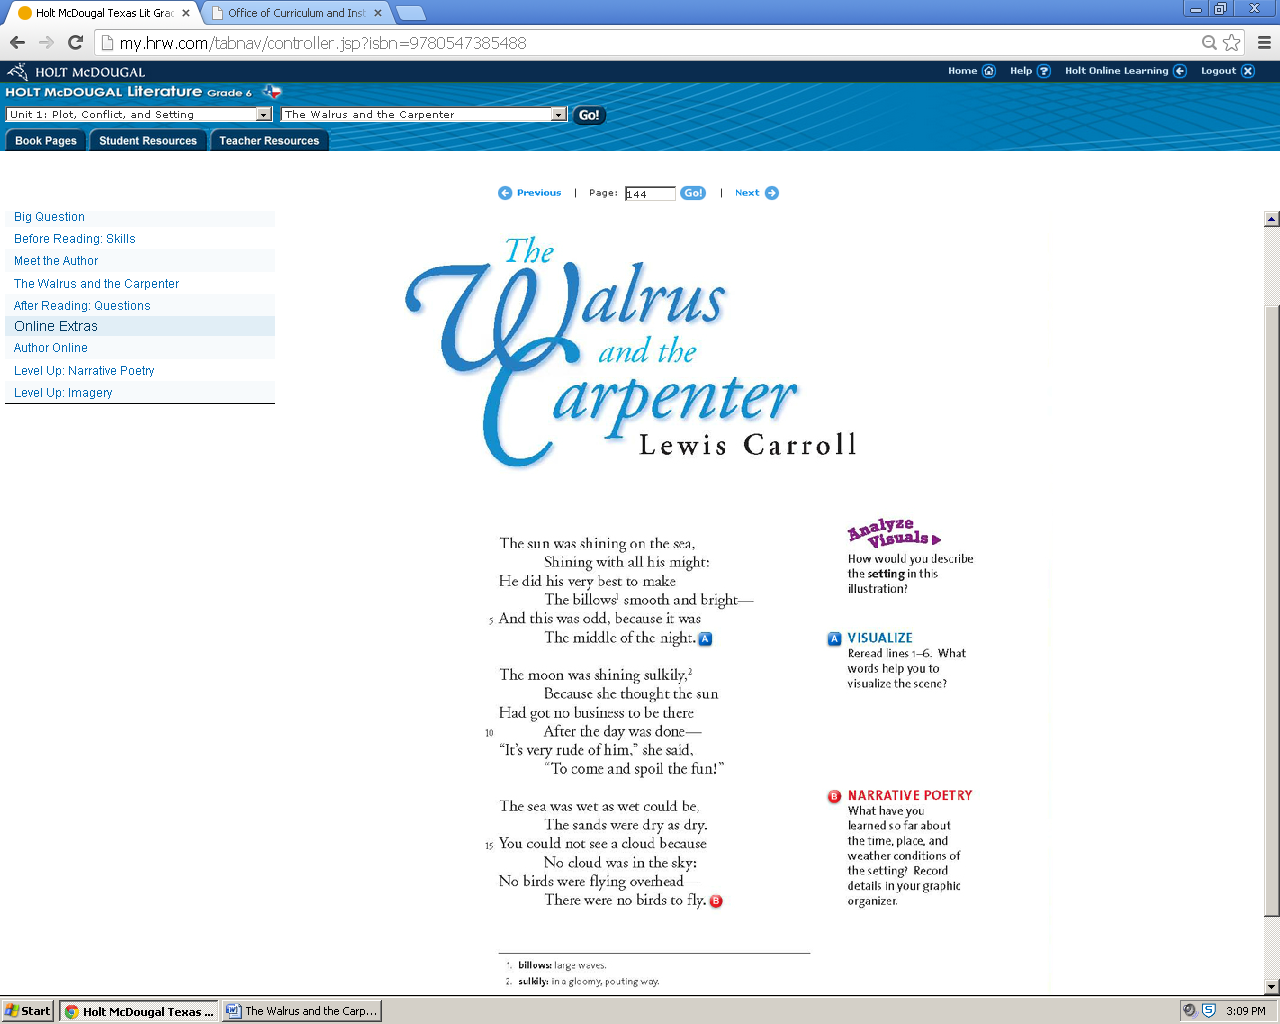 Holt McDougal Texas Lit Grac
Office of Curriculum and Inst
my.hrw.com/tabnav/controller.jsp?isbn=9780547385488
HOLT McDOUGAL
Home Help ? Holt Online Learning Logout
HOLT McDOUGAL Literature Grade 6
Unit 1: Plot, Conflict, and Setting
The Walrus and the Carpenter
Go!
Book Pages
Student Resources
Teacher Resources
Previous | Page: 144 Go! | Next
Big Question
Before Reading: Skills
Meet the Author
The Walrus and the Carpenter
After Reading: Questions
Online Extras
Author Online
Level Up: Narrative Poetry
Level Up: Imagery
The
Walrus
and the
Carpenter
Lewis Carroll
The sun was shining on the sea,
Shining with all his might:
He did his very best to make
The billows¹ smooth and bright—
5 And this was odd, because it was
The middle of the night. A
The moon was shining sulkily,²
Because she thought the sun
Had got no business to be there
10 After the day was done—
“It’s very rude of him,” she said,
“To come and spoil the fun!”
The sea was wet as wet could be,
The sands were dry as dry.
15 You could not see a cloud because
No cloud was in the sky:
No birds were flying overhead—
There were no birds to fly. B
Analyze
Visuals
How would you describe
the setting in this
illustration?
A VISUALIZE
Reread lines 1–6. What
words help you to
visualize the scene?
B NARRATIVE POETRY
What have you
learned so far about
the time, place, and
weather conditions of
the setting? Record
details in your graphic
organizer.
1. billows: large waves.
2. sulkily: in a gloomy, pouting way.
Start
Holt McDougal Texas ...
The Walrus and the Carp...
3:09 PM